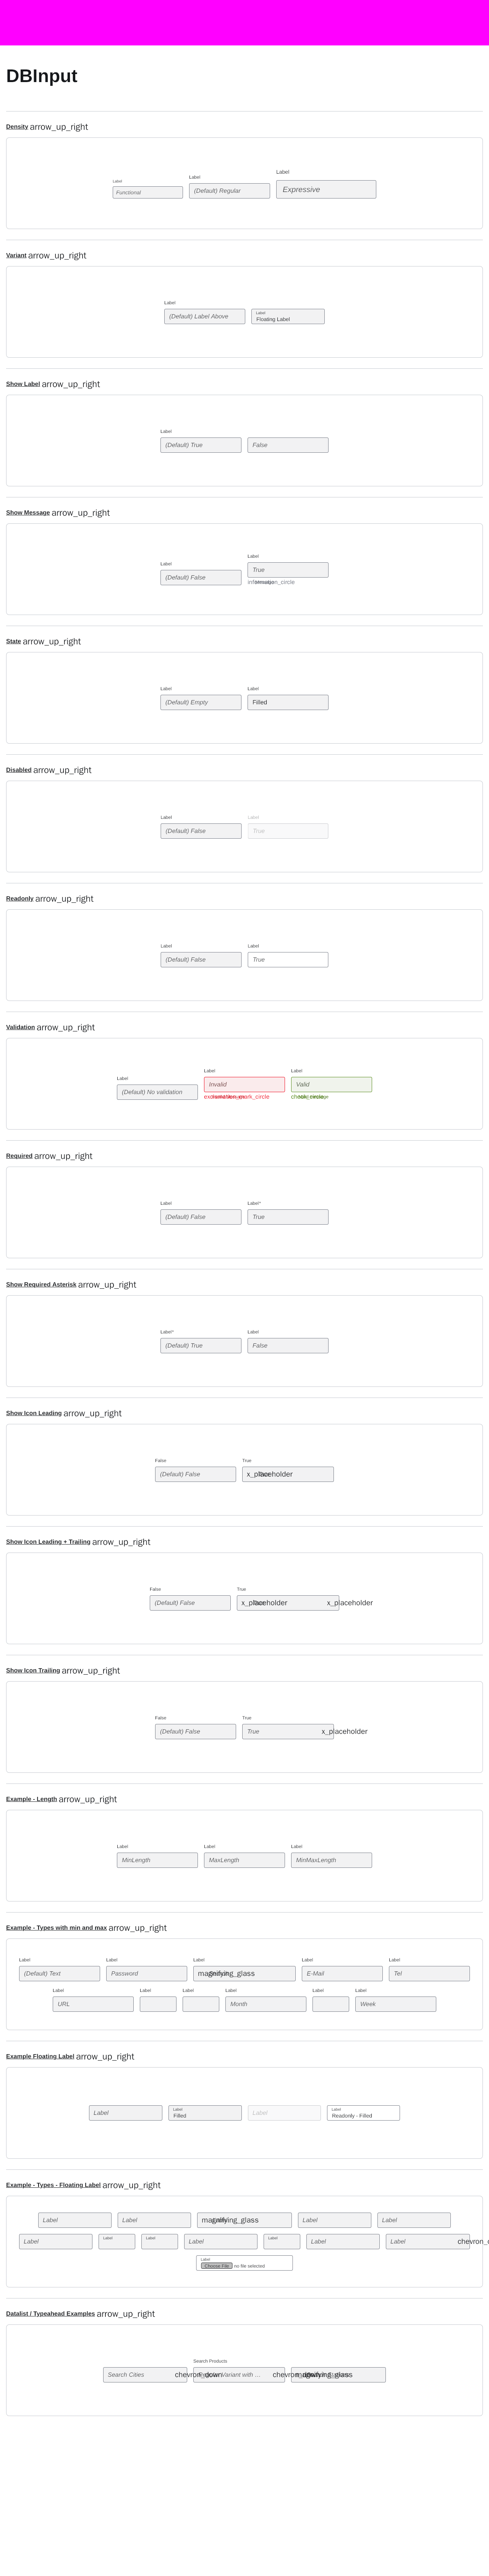 DBInput
Density arrow_up_right
Label
Label
Label
Functional
(Default) Regular
Expressive
Variant arrow_up_right
Label
(Default) Label Above
Label
Floating Label
Show Label arrow_up_right
Label
(Default) True
False
Show Message arrow_up_right
Label
Label
(Default) False
True
information_circle
State arrow_up_right
Label
Label
(Default) Empty
Filled
Disabled arrow_up_right
Label
Label
(Default) False
True
Readonly arrow_up_right
Label
Label
(Default) False
True
Validation arrow_up_right
Label
Label
Label
(Default) No validation
Invalid
Valid
exclamation_mark_circle
check_circle
Required arrow_up_right
Label
Label*
(Default) False
True
Show Required Asterisk arrow_up_right
Label*
Label
(Default) True
False
Show Icon Leading arrow_up_right
False
True
(Default) False
x_placeholder
Show Icon Leading + Trailing arrow_up_right
False
True
(Default) False
x_placeholder
x_placeholder
Show Icon Trailing arrow_up_right
False
True
(Default) False
True
x_placeholder
Example - Length arrow_up_right
Label
Label
Label
MinLength
MaxLength
MinMaxLength
Example - Types with min and max arrow_up_right
Label
Label
Label
Label
Label
(Default) Text
Password
magnifying_glass
E-Mail
Tel
Label
Label
Label
Label
Label
Label
URL
Month
Week
Example Floating Label arrow_up_right
Label
Label
Filled
Label
Label
Readonly - Filled
Example - Types - Floating Label arrow_up_right
Label
Label
magnifying_glass
Label
Label
Label
Label
Label
Label
Label
Label
Label
Label
Choose File
no file selected
Datalist / Typeahead Examples arrow_up_right
Search Products
Search Cities
chevron_down
Variant with …
magnifying_glass